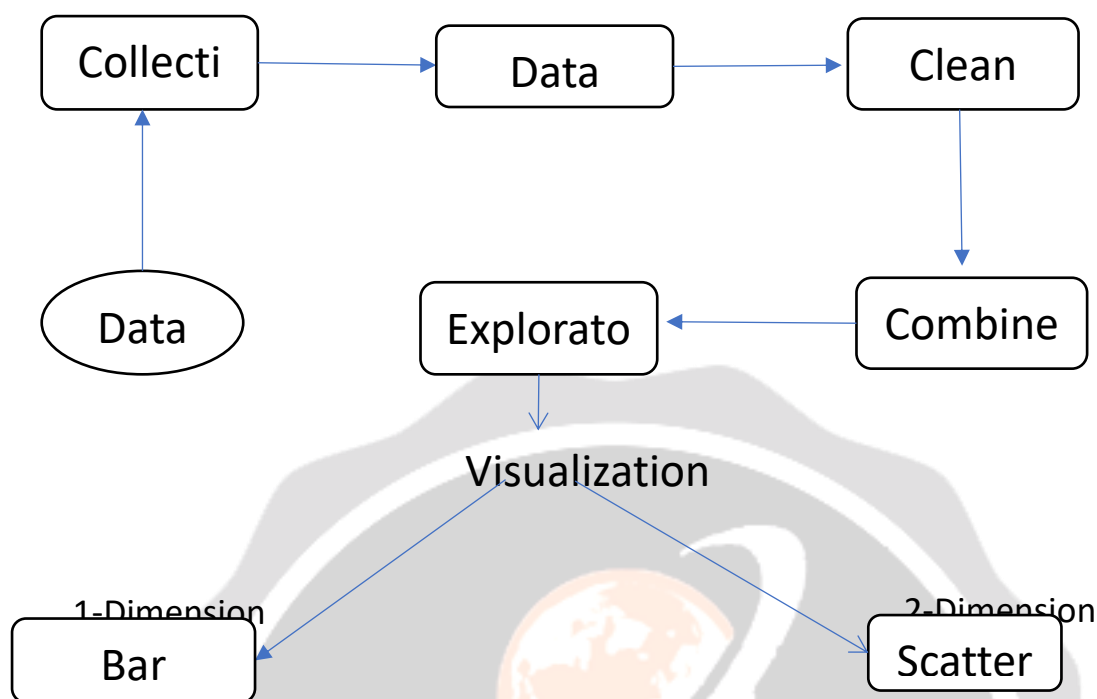 Collecti
Data
Clean
Data
Explorato
Combine
Visualization
1-Dimension
2-Dimension
Bar
Scatter